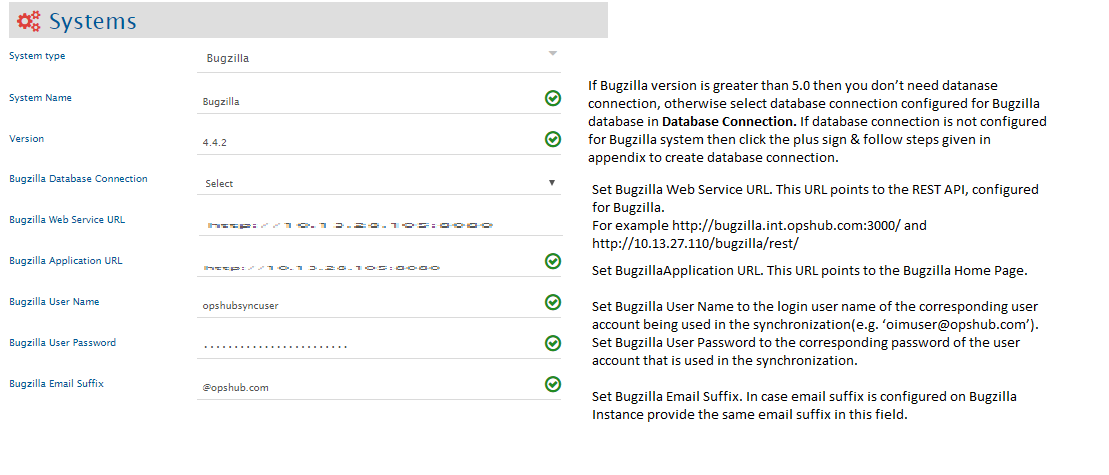 Systems
System type
Bugzilla
System Name
Bugzilla
Version
4.4.2
Bugzilla Database Connection
Select
Bugzilla Web Service URL
Bugzilla Application URL
Bugzilla User Name
opshubsyncuser
Bugzilla User Password
Bugzilla Email Suffix
@opshub.com
If Bugzilla version is greater than 5.0 then you don’t need datanase
connection, otherwise select database connection configured for Bugzilla
database in Database Connection. If database connection is not configured
for Bugzilla system then click the plus sign & follow steps given in
appendix to create database connection.
Set Bugzilla Web Service URL. This URL points to the REST API, configured
for Bugzilla.
For example http://bugzilla.int.opshub.com:3000/ and
http://10.13.27.110/bugzilla/rest/
Set BugzillaApplication URL. This URL points to the Bugzilla Home Page.
Set Bugzilla User Name to the login user name of the corresponding user
account being used in the synchronization(e.g. ‘oimuser@opshub.com’).
Set Bugzilla User Password to the corresponding password of the user
account that is used in the synchronization.
Set Bugzilla Email Suffix. In case email suffix is configured on Bugzilla
Instance provide the same email suffix in this field.